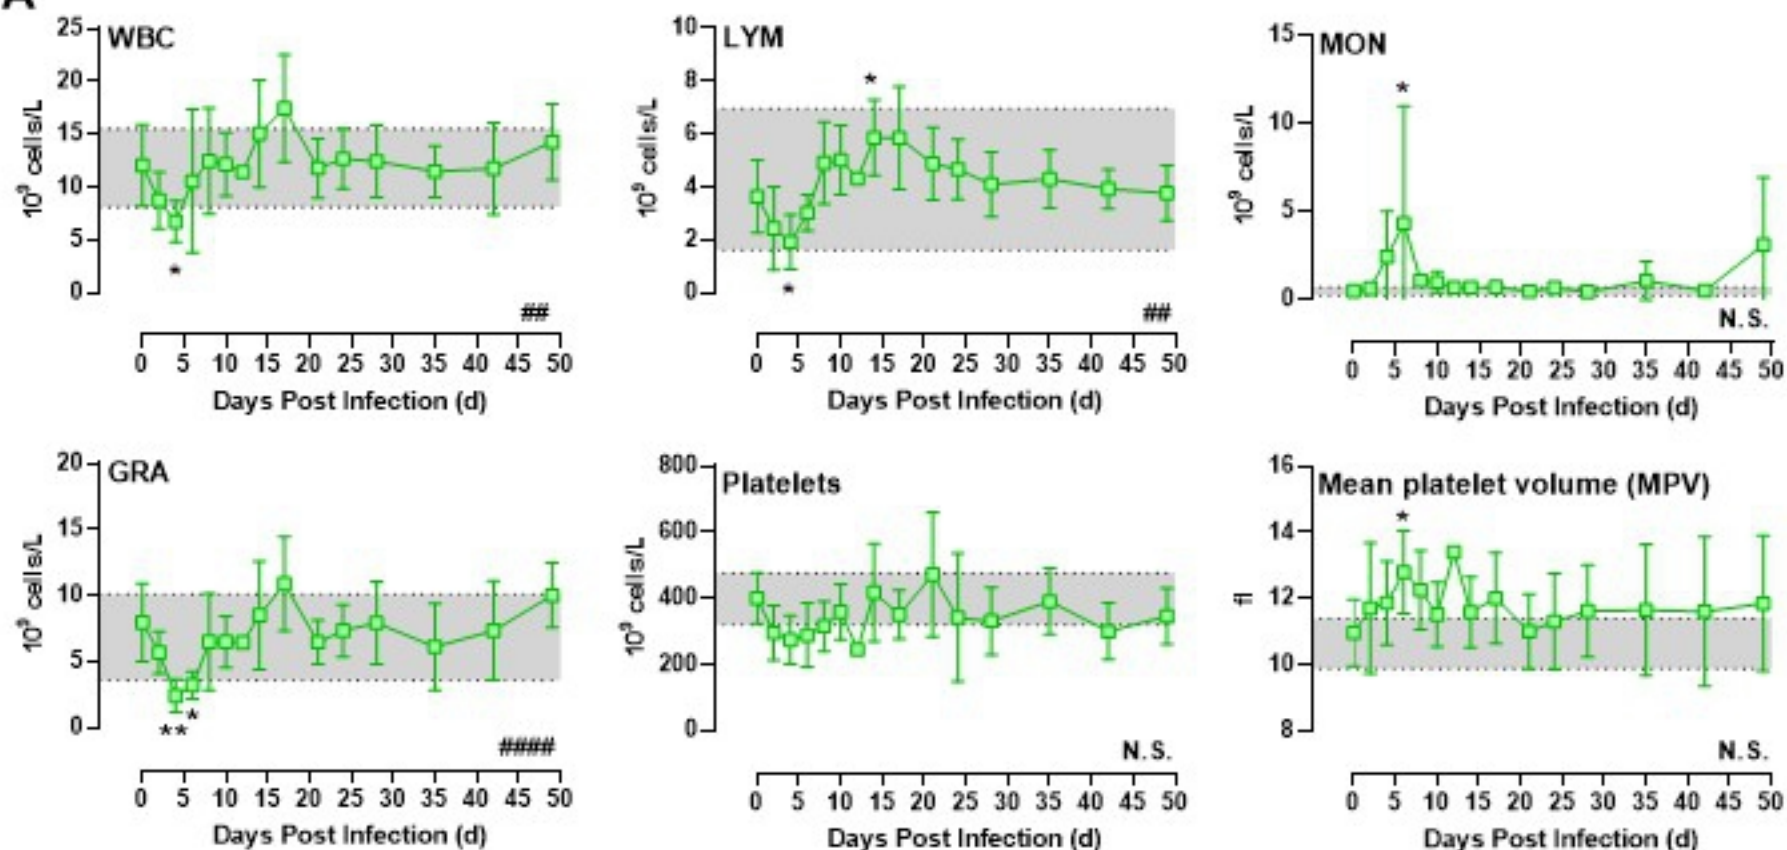 A
WBC
25
20
15
10
5
0
10⁹ cells/L
*
##
0 5 10 15 20 25 30 35 40 45 50
Days Post Infection (d)
LYM
10
8
6
4
2
0
10⁹ cells/L
*
*
##
0 5 10 15 20 25 30 35 40 45 50
Days Post Infection (d)
MON
15
10
5
0
10⁹ cells/L
*
N.S.
0 5 10 15 20 25 30 35 40 45 50
Days Post Infection (d)
GRA
20
15
10
5
0
10⁹ cells/L
** *
####
0 5 10 15 20 25 30 35 40 45 50
Days Post Infection (d)
Platelets
800
600
400
200
0
10⁹ cells/L
N.S.
0 5 10 15 20 25 30 35 40 45 50
Days Post Infection (d)
Mean platelet volume (MPV)
16
14
12
10
8
fl
*
N.S.
0 5 10 15 20 25 30 35 40 45 50
Days Post Infection (d)